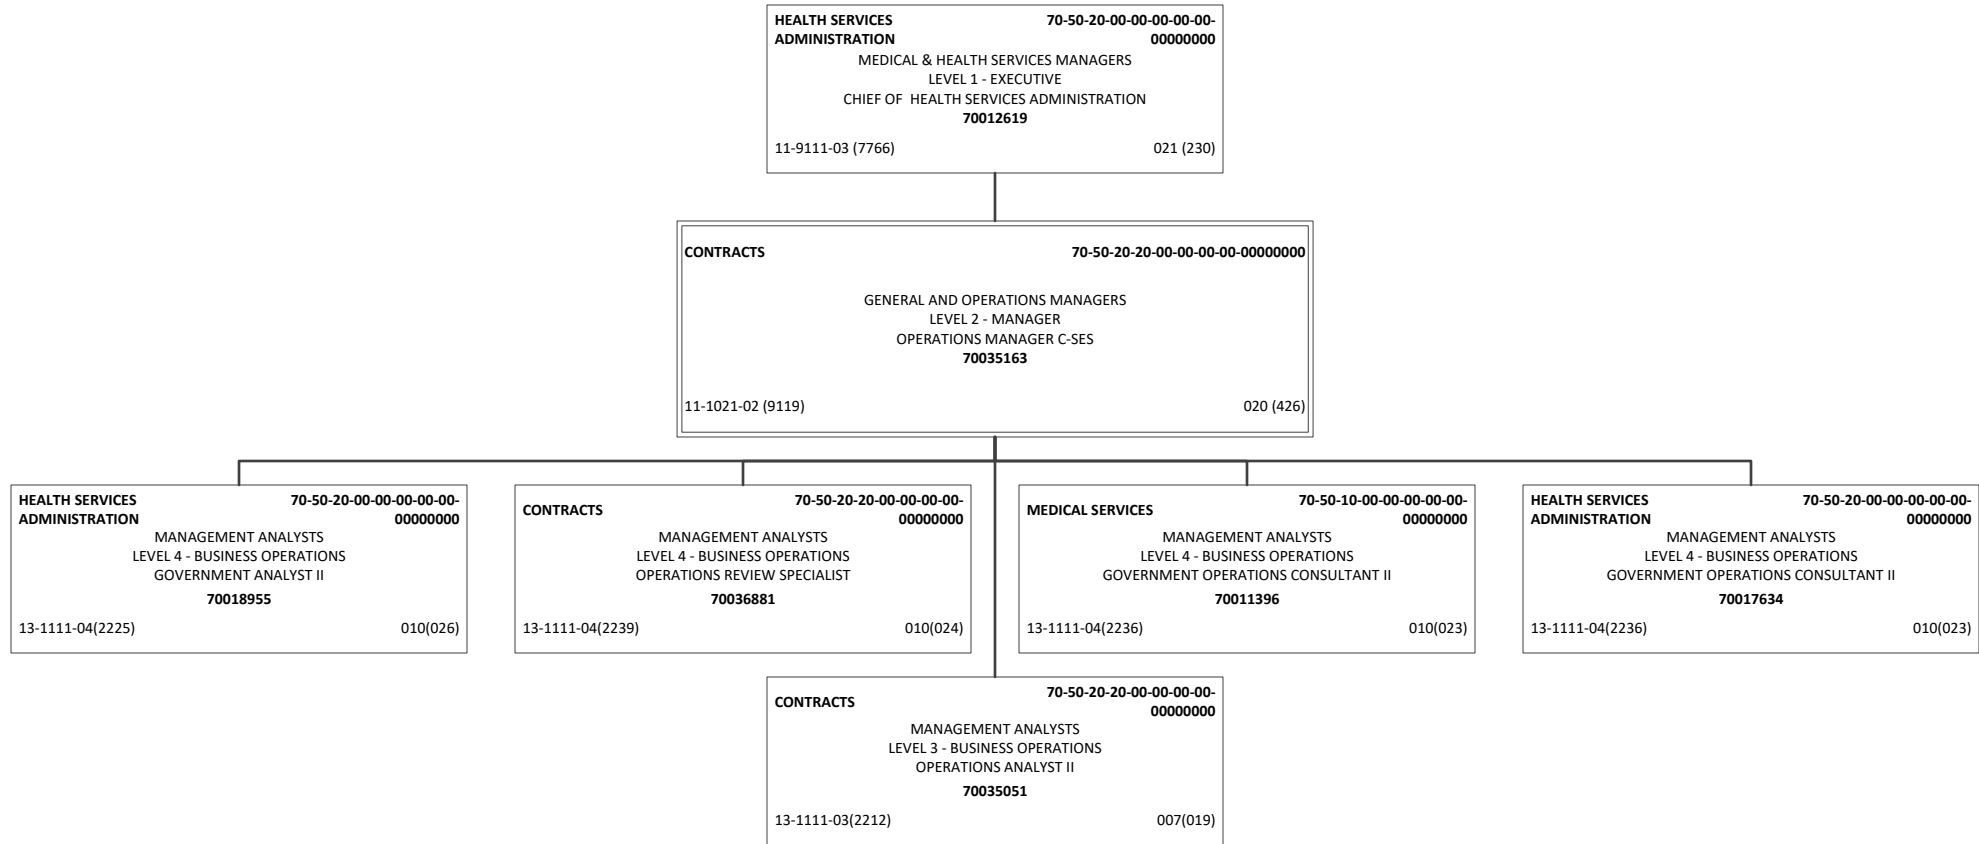 HEALTH SERVICES ADMINISTRATION
70-50-20-00-00-00-00-00-
00000000
MEDICAL & HEALTH SERVICES MANAGERS
LEVEL 1 - EXECUTIVE
CHIEF OF  HEALTH SERVICES ADMINISTRATION
70012619
11-9111-03 (7766)
021 (230)
CONTRACTS
70-50-20-20-00-00-00-00-00000000
GENERAL AND OPERATIONS MANAGERS
LEVEL 2 - MANAGER
OPERATIONS MANAGER C-SES
70035163
11-1021-02 (9119)
020 (426)
HEALTH SERVICES
ADMINISTRATION
70-50-20-00-00-00-00-00-
00000000
MANAGEMENT ANALYSTS
LEVEL 4 - BUSINESS OPERATIONS
GOVERNMENT ANALYST II
70018955
13-1111-04(2225)
010(026)
CONTRACTS
70-50-20-20-00-00-00-00-
00000000
MANAGEMENT ANALYSTS
LEVEL 4 - BUSINESS OPERATIONS
OPERATIONS REVIEW SPECIALIST
70036881
13-1111-04(2239)
010(024)
MEDICAL SERVICES
70-50-10-00-00-00-00-00-
00000000
MANAGEMENT ANALYSTS
LEVEL 4 - BUSINESS OPERATIONS
GOVERNMENT OPERATIONS CONSULTANT II
70011396
13-1111-04(2236)
010(023)
HEALTH SERVICES
ADMINISTRATION
70-50-20-00-00-00-00-00-
00000000
MANAGEMENT ANALYSTS
LEVEL 4 - BUSINESS OPERATIONS
GOVERNMENT OPERATIONS CONSULTANT II
70017634
13-1111-04(2236)
010(023)
CONTRACTS
70-50-20-20-00-00-00-00-
00000000
MANAGEMENT ANALYSTS
LEVEL 3 - BUSINESS OPERATIONS
OPERATIONS ANALYST II
70035051
13-1111-03(2212)
007(019)